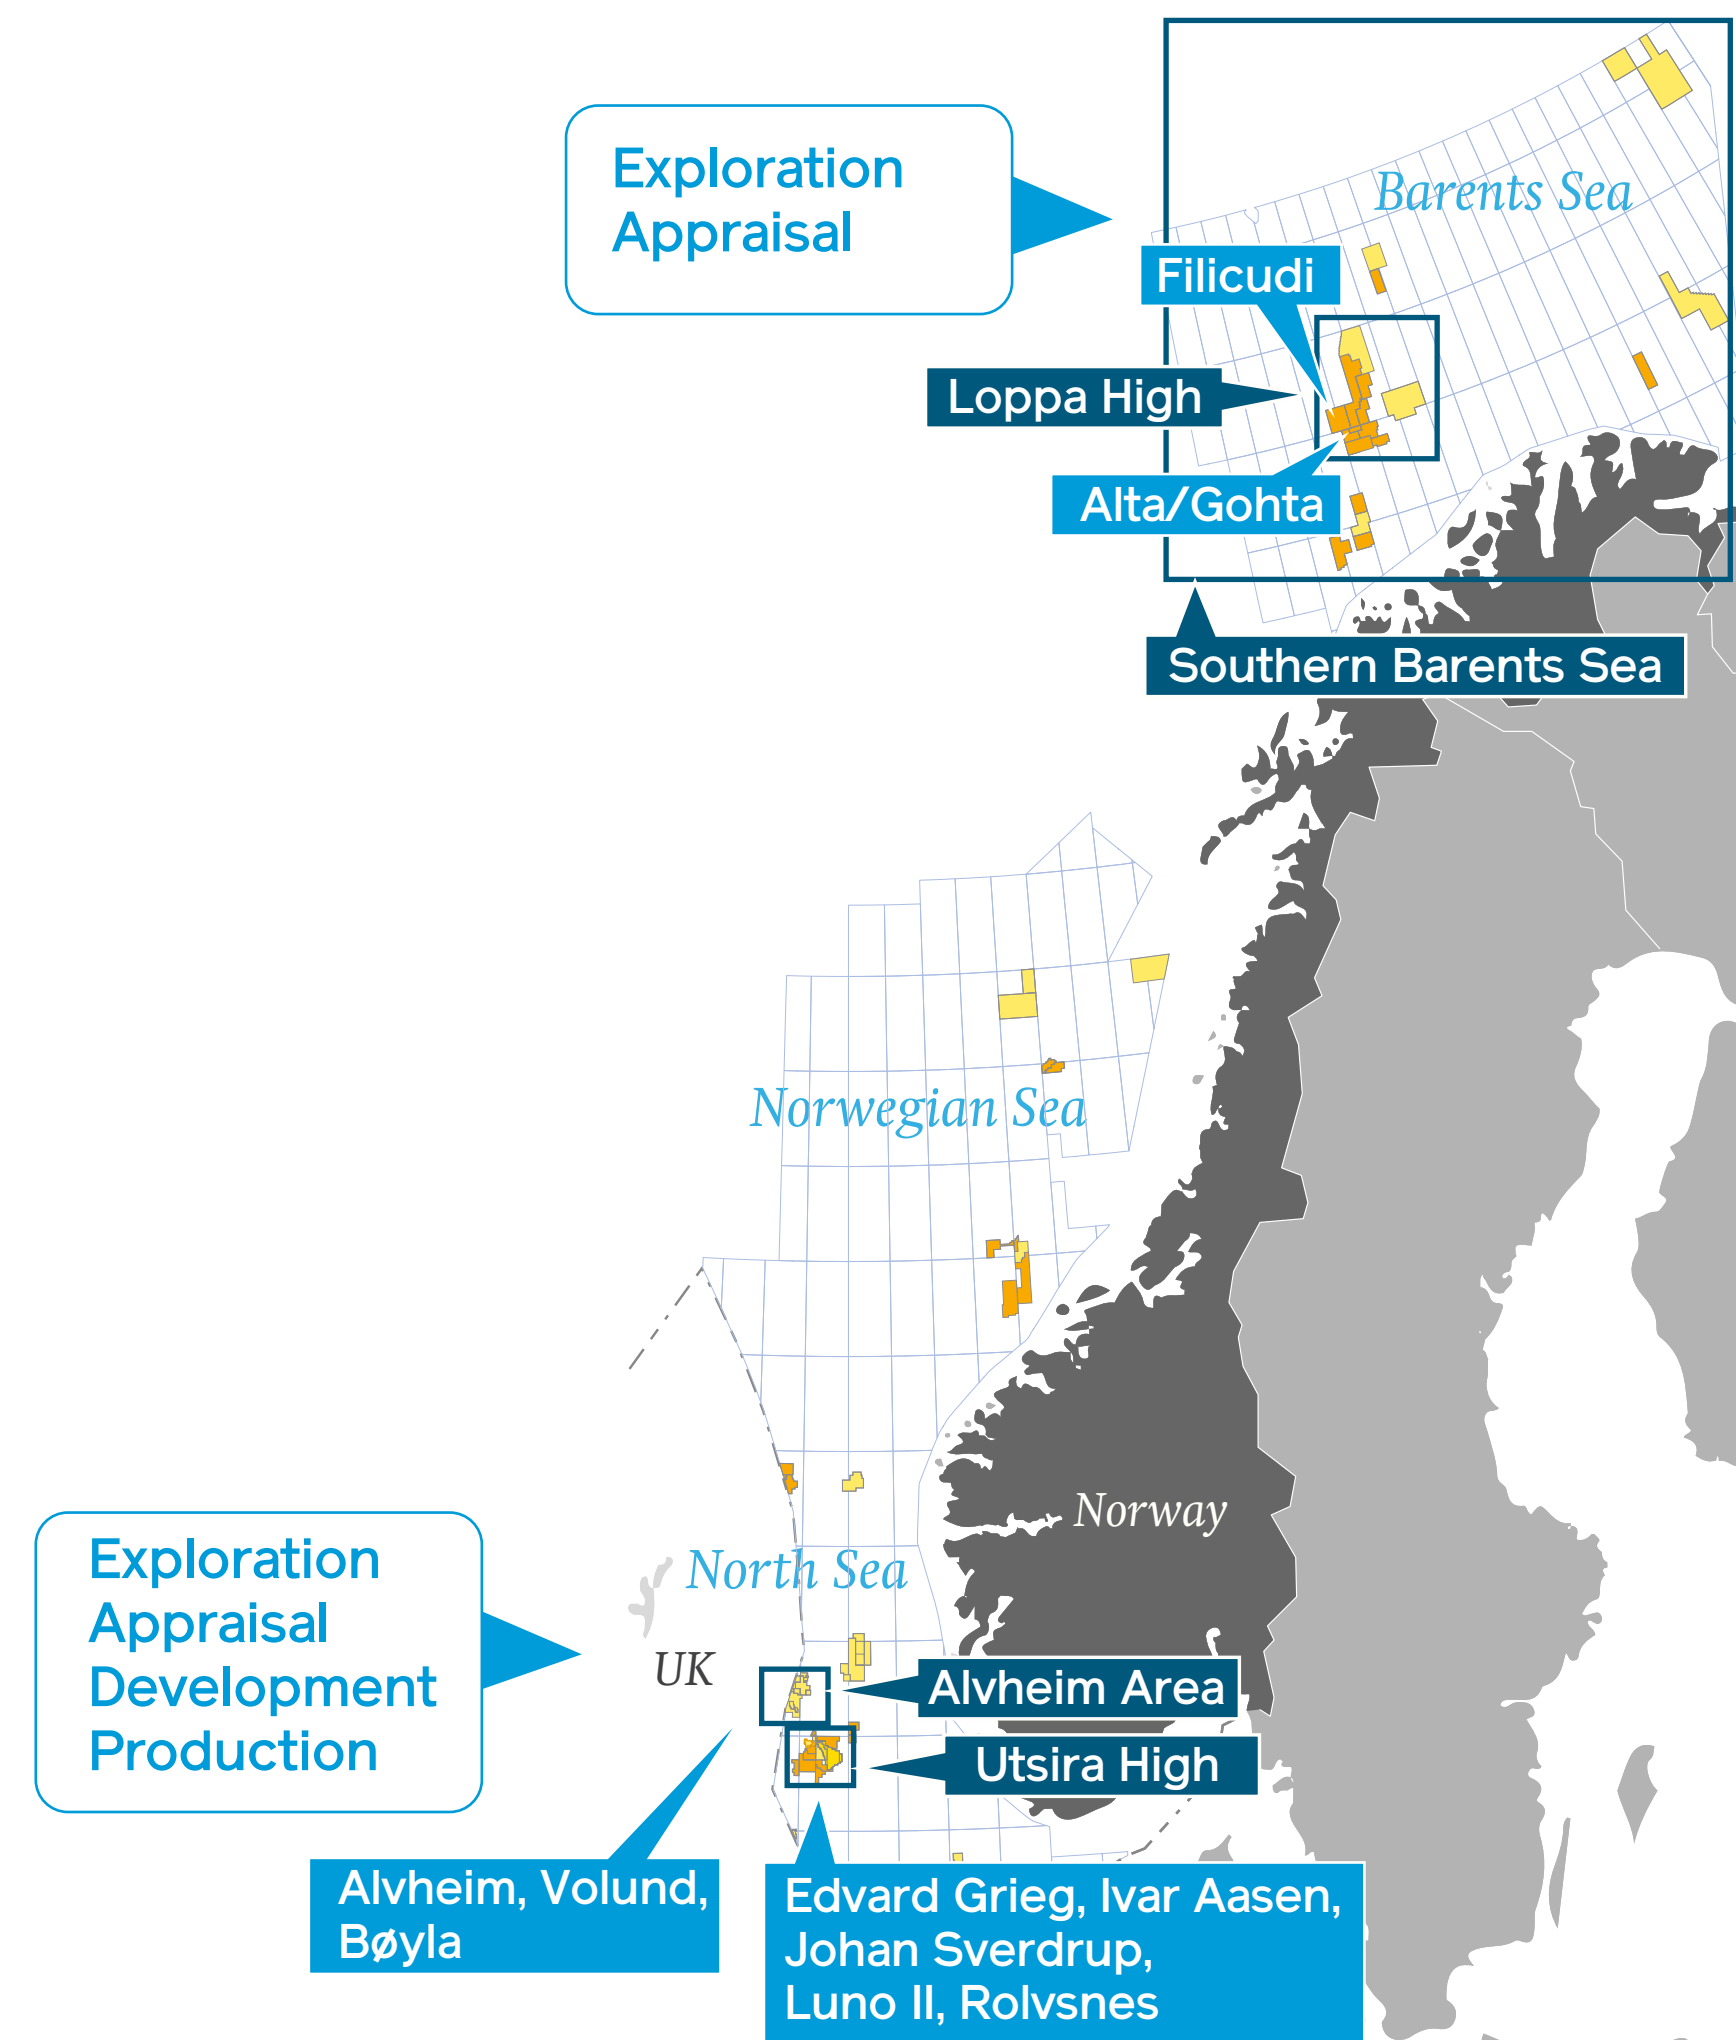 Exploration
Appraisal
Barents Sea
Filicudi
Loppa High
Alta/Gohta
Southern Barents Sea
Norwegian Sea
Norway
North Sea
UK
Exploration
Appraisal
Development
Production
Alvheim Area
Utsira High
Alvheim, Volund,
Bøyla
Edvard Grieg, Ivar Aasen,
Johan Sverdrup,
Luno II, Rolvsnes